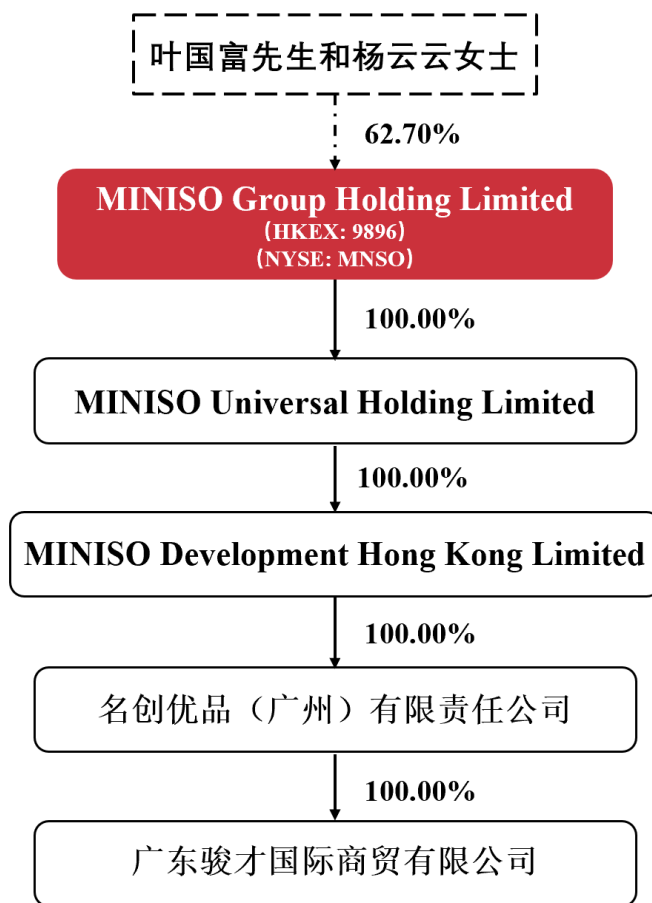 叶国富先生和杨云云女士
62.70%
MINISO Group Holding Limited
(HKEX: 9896)
(NYSE: MNSO)
100.00%
MINISO Universal Holding Limited
100.00%
MINISO Development Hong Kong Limited
100.00%
名创优品（广州）有限责任公司
100.00%
广东骏才国际商贸有限公司